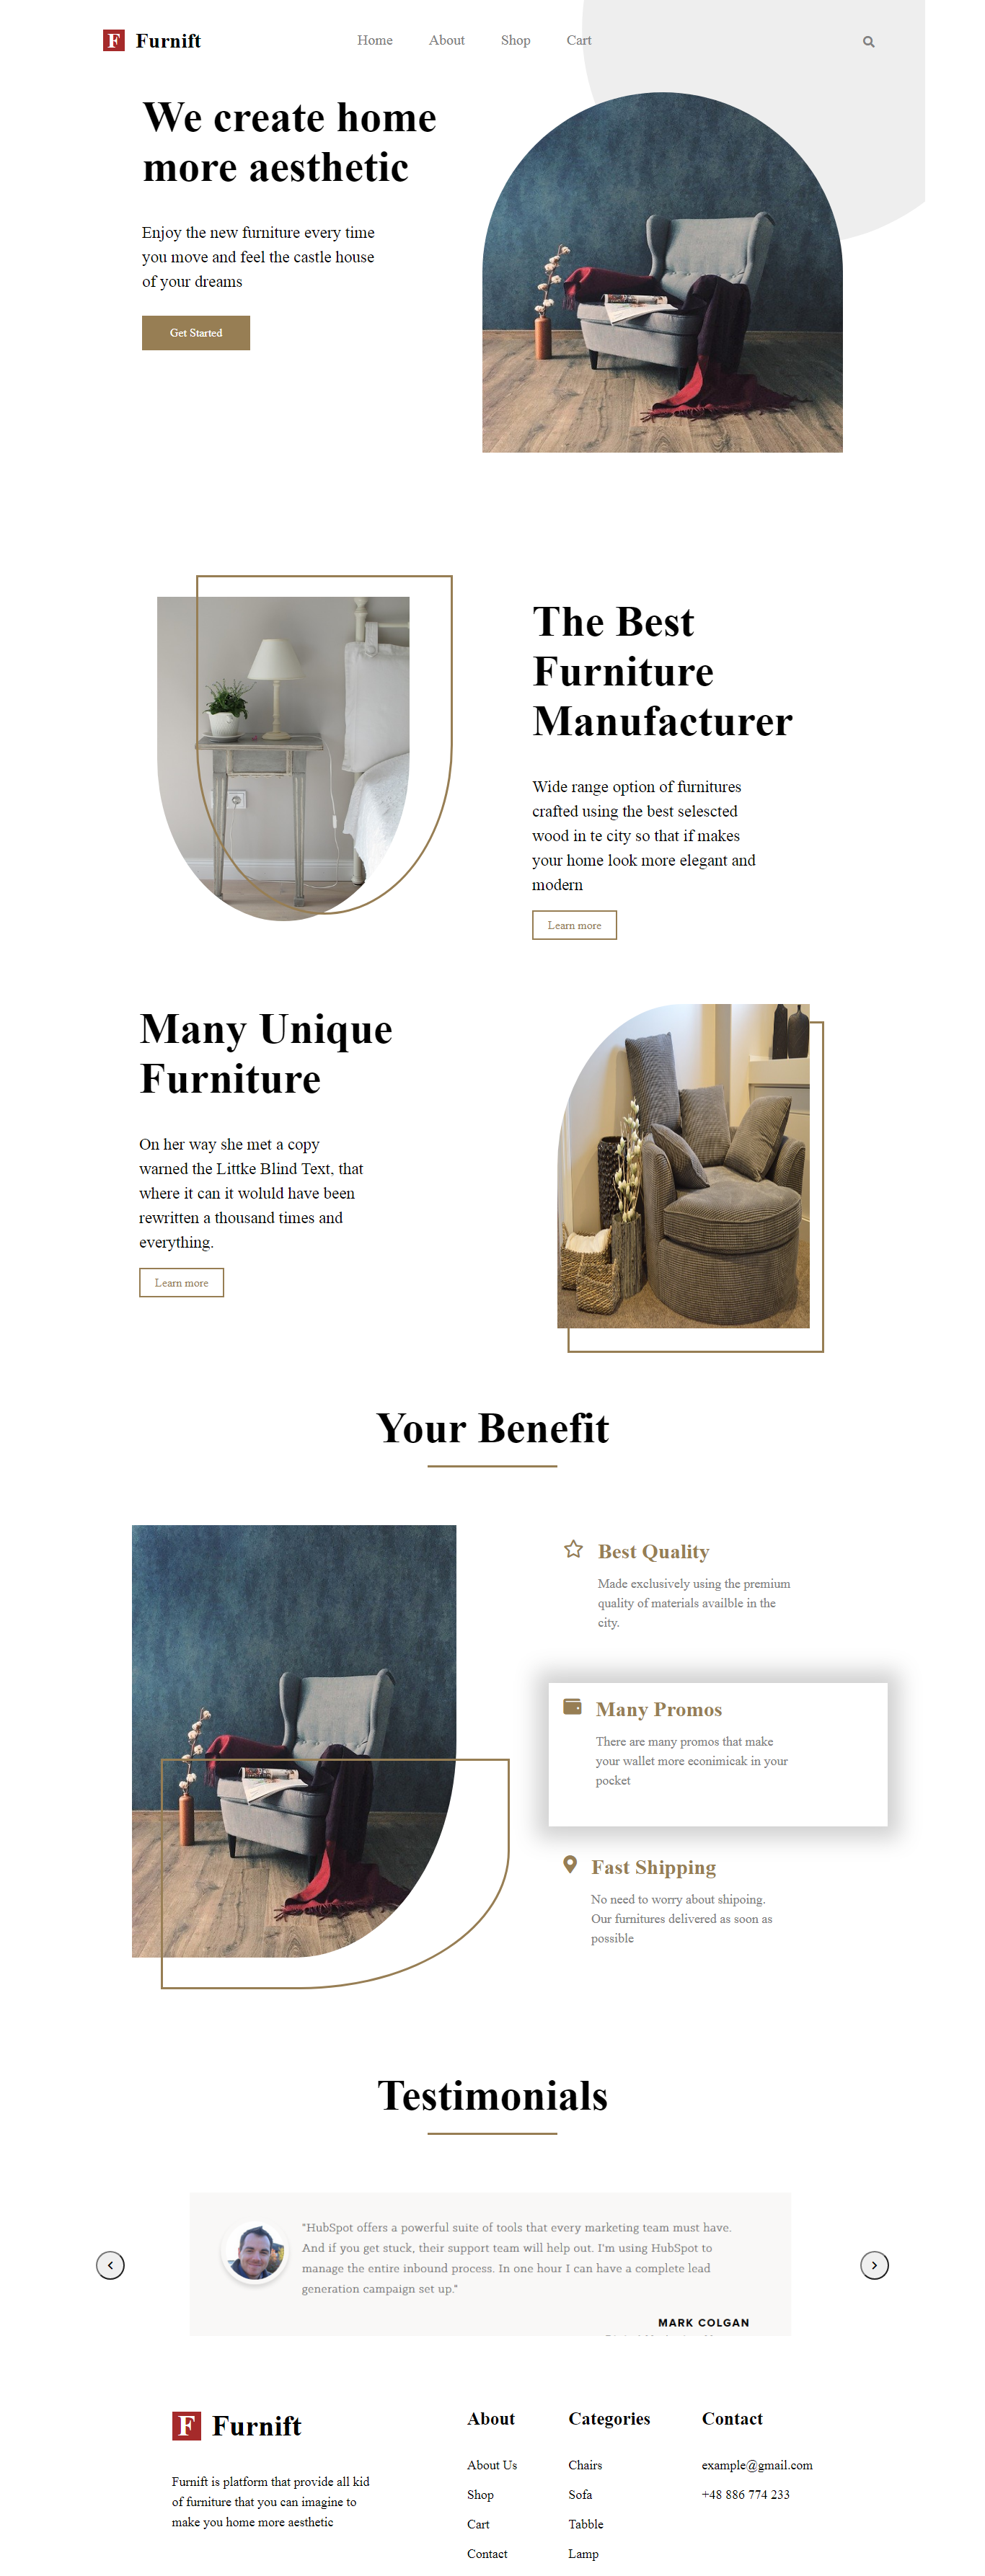 F Furnift
Home About Shop Cart
We create home
more aesthetic
Enjoy the new furniture every time
you move and feel the castle house
of your dreams
Get Started
The Best
Furniture
Manufacturer
Wide range option of furnitures
crafted using the bestselescted
wood in te city so that if makes
your home look more elegant and
modern
Learn more
Many Unique
Furniture
On her way she met a copy
warned the Littke Blind Text, that
where it can it woluld have been
rewritten a thousand times and
everything.
Learn more
Your Benefit
Best Quality
Made exclusively using the premium
quality of materials availble in the
city.
Many Promos
There are many promos that make
your wallet more econimicak in your
pocket
Fast Shipping
No need to worry about shipoing.
Our furnitures delivered as soon as
possible
Testimonials
"HubSpot offers a powerful suite of tools that every marketing team must have.
And if you get stuck, their support team will help out. I'm using HubSpot to
manage the entire inbound process. In one hour I can have a complete lead
generation campaign set up."
MARK COLGAN
F Furnift
Furnift is platform that provide all kid
of furniture that you can imagine to
make you home more aesthetic
About
About Us
Shop
Cart
Contact
Categories
Chairs
Sofa
Tabble
Lamp
Contact
example@gmail.com
+48 886 774 233